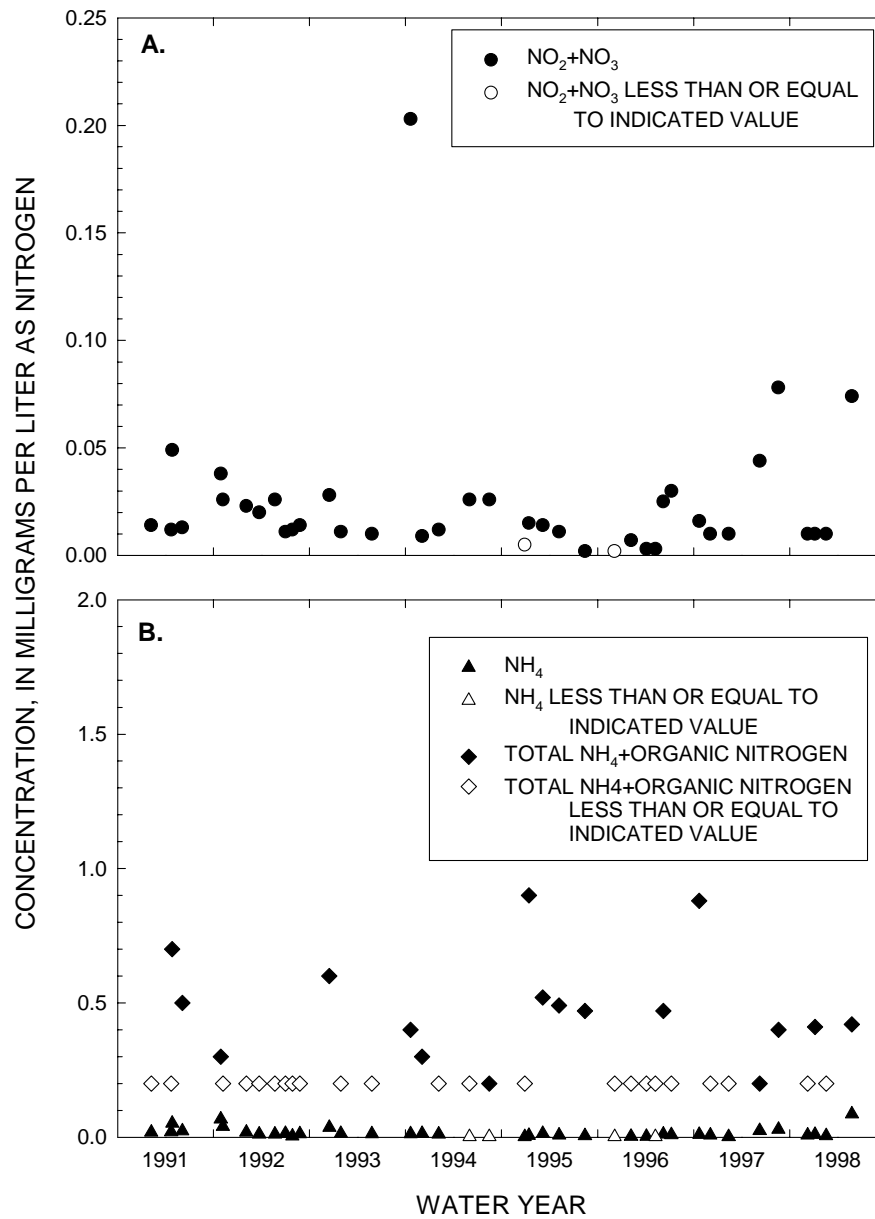 CONCENTRATION, IN MILLIGRAMS PER LITER AS NITROGEN
A.
0.25
0.20
0.15
0.10
0.05
0.00
NO2+NO3
NO2+NO3 LESS THAN OR EQUAL
TO INDICATED VALUE
B.
2.0
1.5
1.0
0.5
0.0
NH4
NH4 LESS THAN OR EQUAL TO
INDICATED VALUE
TOTAL NH4+ORGANIC NITROGEN
TOTAL NH4+ORGANIC NITROGEN
LESS THAN OR EQUAL TO
INDICATED VALUE
1991 1992 1993 1994 1995 1996 1997 1998
WATER YEAR